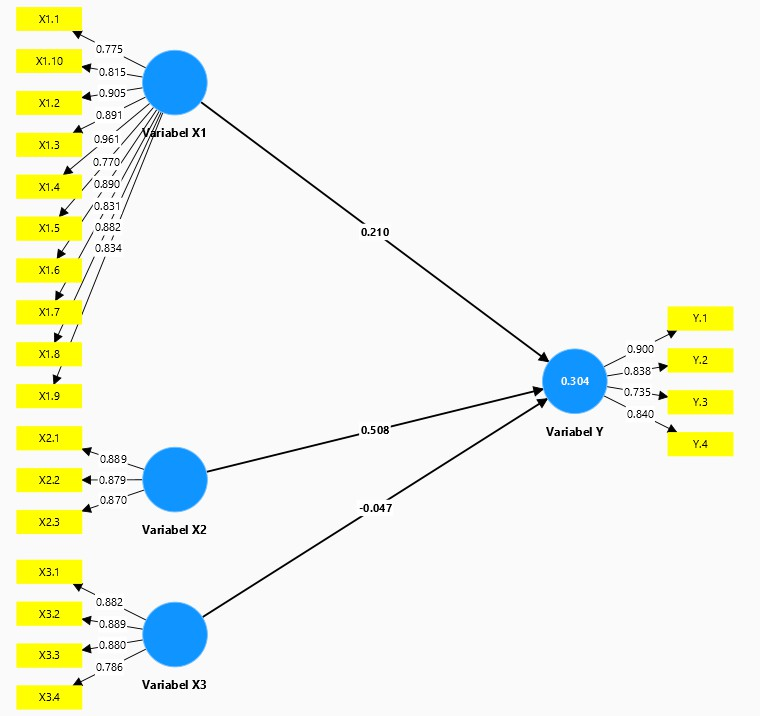 X1.1
0.775
X1.10
0.815
X1.2
0.905
X1.3
0.891
X1.4
0.961
X1.5
0.770
X1.6
0.890
X1.7
0.831
X1.8
0.882
X1.9
0.834
Variabel X1
0.210
X2.1
0.889
X2.2
0.879
X2.3
0.870
Variabel X2
0.508
X3.1
0.882
X3.2
0.889
X3.3
0.880
X3.4
0.786
Variabel X3
-0.047
0.304
Variabel Y
0.900
Y.1
0.838
Y.2
0.735
Y.3
0.840
Y.4